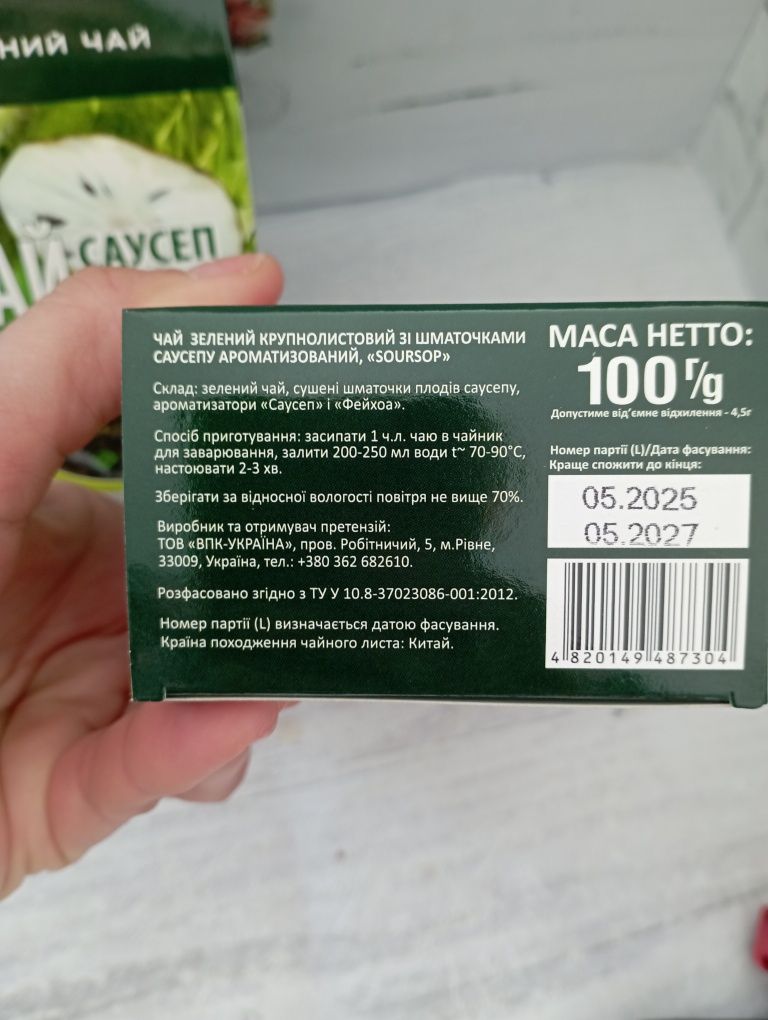 НИЙ ЧАЙ
САУСЕП
ЧАЙ ЗЕЛЕНИЙ КРУПНОЛИСТОВИЙ ЗІ ШМАТОЧКАМИ
САУСЕПУ АРОМАТИЗОВАНИЙ, «SOURSOP»
Склад: зелений чай, сушені шматочки плодів саусепу,
ароматизатори «Саусеп» і «Фейхоа».
Спосіб приготування: засипати 1 ч.л. чаю в чайник
для заварювання, залити 200-250 мл води t~ 70-90°C,
настоювати 2-3 хв.
Зберігати за відносної вологості повітря не вище 70%.
Виробник та отримувач претензій:
ТОВ «ВПК-УКРАЇНА», пров. Робітничий, 5, м.Рівне,
33009, Україна, тел.: +380 362 682610.
Розфасовано згідно з ТУ У 10.8-37023086-001:2012.
Номер партії (L) визначається датою фасування.
Країна походження чайного листа: Китай.
МАСА НЕТТО:
100 г/g
Допустиме від'ємне відхилення - 4,5г
Номер партії (L)/Дата фасування:
Краще спожити до кінця:
05.2025
05.2027
4 820149 487304